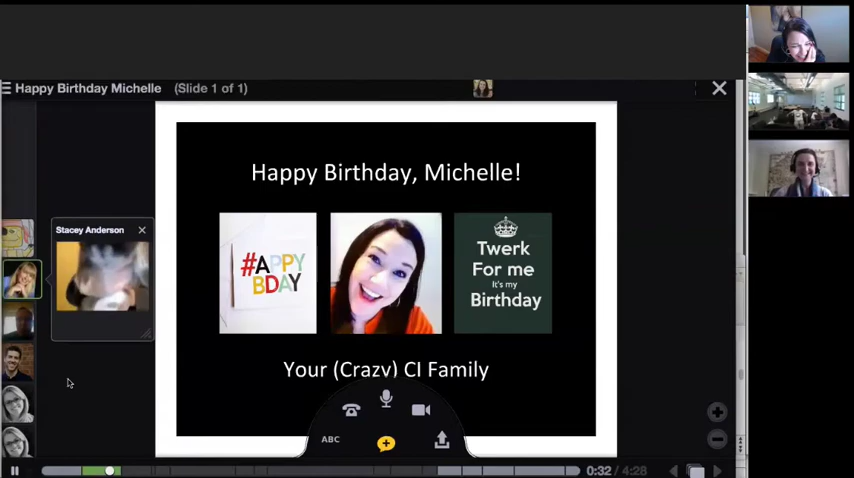 Happy Birthday Michelle (Slide 1 of 1)
Happy Birthday, Michelle!
Stacey Anderson
#APPY
BDAY
Twerk
For me
It's my
Birthday
Your (Crazy) CI Family
ABC
0:32 / 4:28